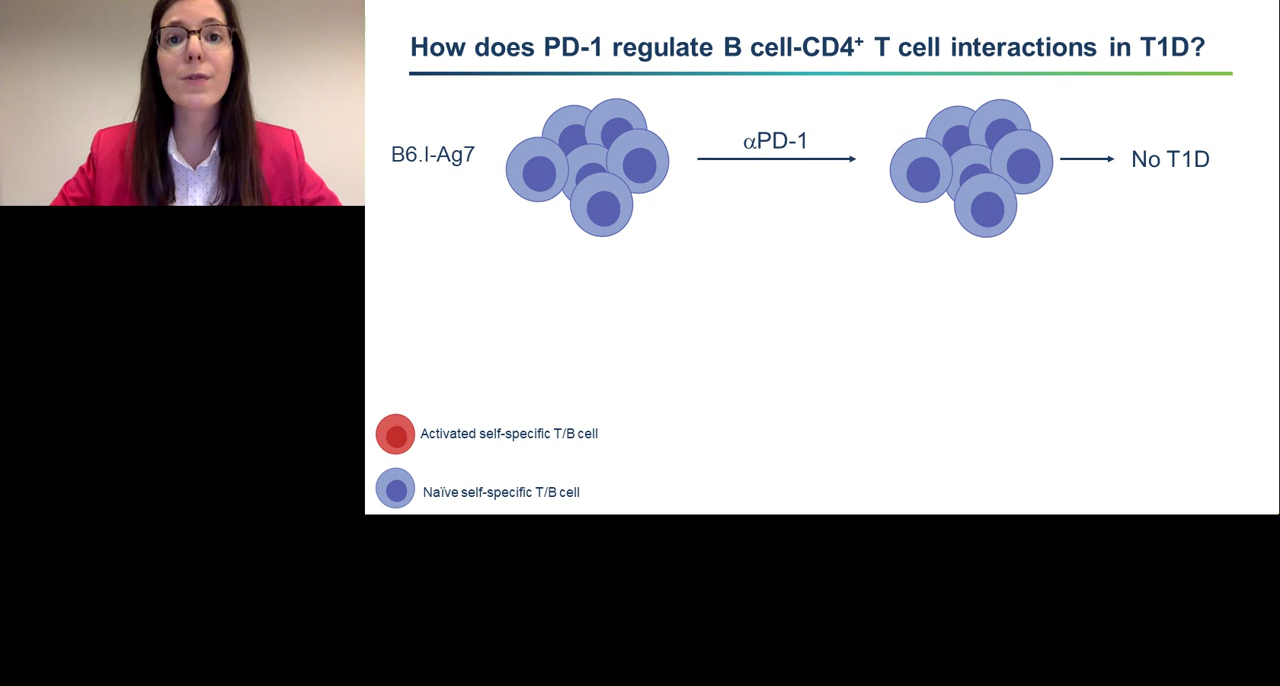 How does PD-1 regulate B cell-CD4⁺ T cell interactions in T1D?
B6.I-Ag7
αPD-1
No T1D
Activated self-specific T/B cell
Naïve self-specific T/B cell